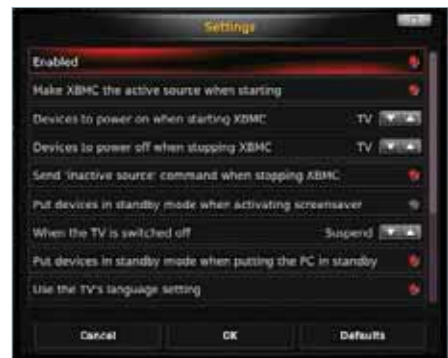 Settings
Enabled
Make XBMC the active source when starting
Devices to power on when starting XBMC TV
Devices to power off when stopping XBMC TV
Send 'inactive source' command when stopping XBMC
Put devices in standby mode when activating screensaver
When the TV is switched off Suspend
Put devices in standby mode when putting the PC in standby
Use the TV's language setting
Cancel OK Defaults